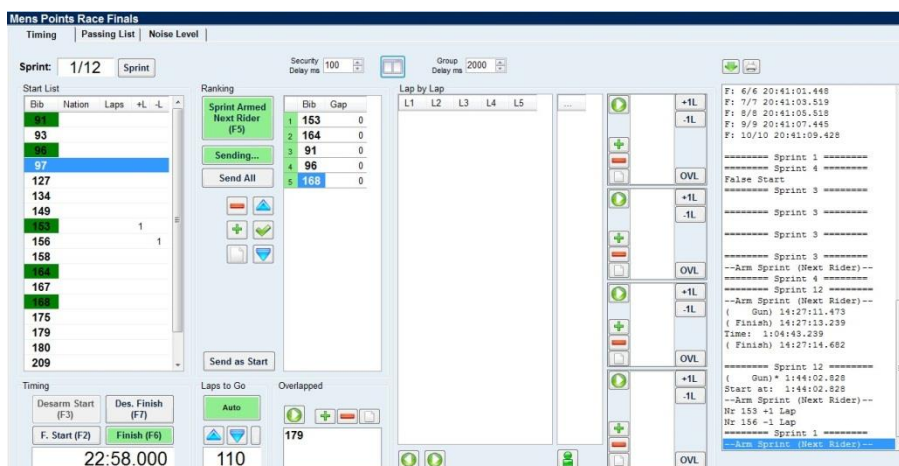 Mens Points Race Finals
Timing Passing List Noise Level
Sprint: 1/12 Sprint
Security Delay ms 100
Group Delay ms 2000
Start List
Bib Nation Laps +L -L
91
93
96
97
127
134
149
153 1
156 1
158
164
167
168
175
179
180
209
Ranking
Sprint Armed
Next Rider
(F5)
Sending...
Send All
Send as Start
Bib Gap
1 153 0
2 164 0
3 91 0
4 96 0
5 168 0
Lap by Lap
L1 L2 L3 L4 L5 ...
+1L
-1L
OVL
+1L
-1L
OVL
+1L
-1L
OVL
+1L
-1L
OVL
F: 6/6 20:41:01.448
F: 7/7 20:41:03.519
F: 8/8 20:41:05.518
F: 9/9 20:41:07.445
F: 10/10 20:41:09.428
======== Sprint 1 ========
======== Sprint 4 ========
False Start
======== Sprint 3 ========
======== Sprint 3 ========
======== Sprint 3 ========
======== Sprint 3 ========
--Arm Sprint (Next Rider)--
======== Sprint 4 ========
======== Sprint 12 ========
--Arm Sprint (Next Rider)--
( Gun) 14:27:11.473
( Finish) 14:27:13.239
Time: 1:04:43.239
( Finish) 14:27:14.682
======== Sprint 12 ========
( Gun)* 1:44:02.828
Start at: 1:44:02.828
--Arm Sprint (Next Rider)--
Nr 153 +1 Lap
Nr 156 -1 Lap
======== Sprint 1 ========
--Arm Sprint (Next Rider)--
Timing
Desarm Start
(F3)
Des. Finish
(F7)
F. Start (F2)
Finish (F6)
22:58.000
Laps to Go
Auto
110
Overlapped
179